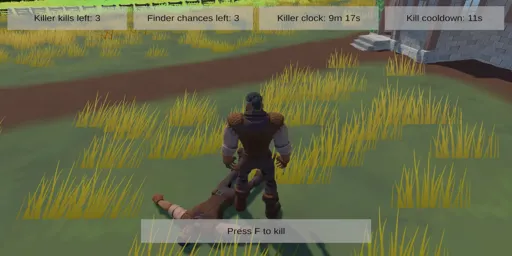 Killer kills left: 3
Finder chances left: 3
Killer clock: 9m 17s
Kill cooldown: 11s
Press F to kill